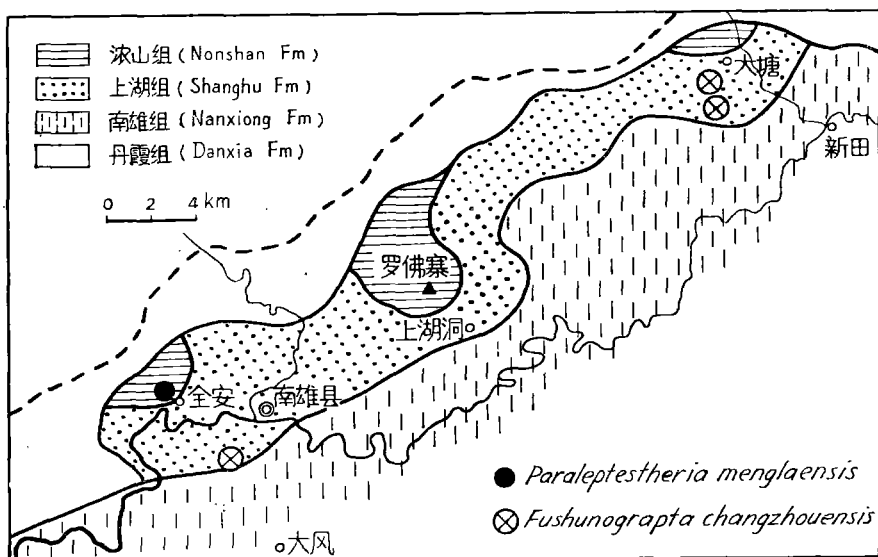 浓山组 (Nonshan Fm)
上湖组 (Shanghu Fm)
南雄组 (Nanxiong Fm)
丹霞组 (Danxia Fm)
0 2 4 km
大塘
新田
罗佛寨
上湖洞
全安
南雄县
大风
Paraleptestheria menglaensis
Fushunograpta changzhouensis